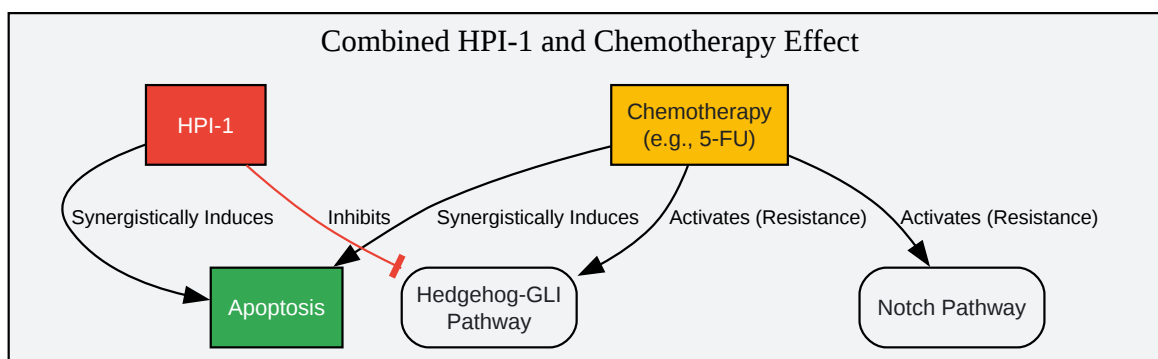 Combined HPI-1 and Chemotherapy Effect
HPI-1
Chemotherapy
(e.g., 5-FU)
Synergistically Induces
Inhibits
Synergistically Induces
Activates (Resistance)
Activates (Resistance)
Apoptosis
Hedgehog-GLI
Pathway
Notch Pathway